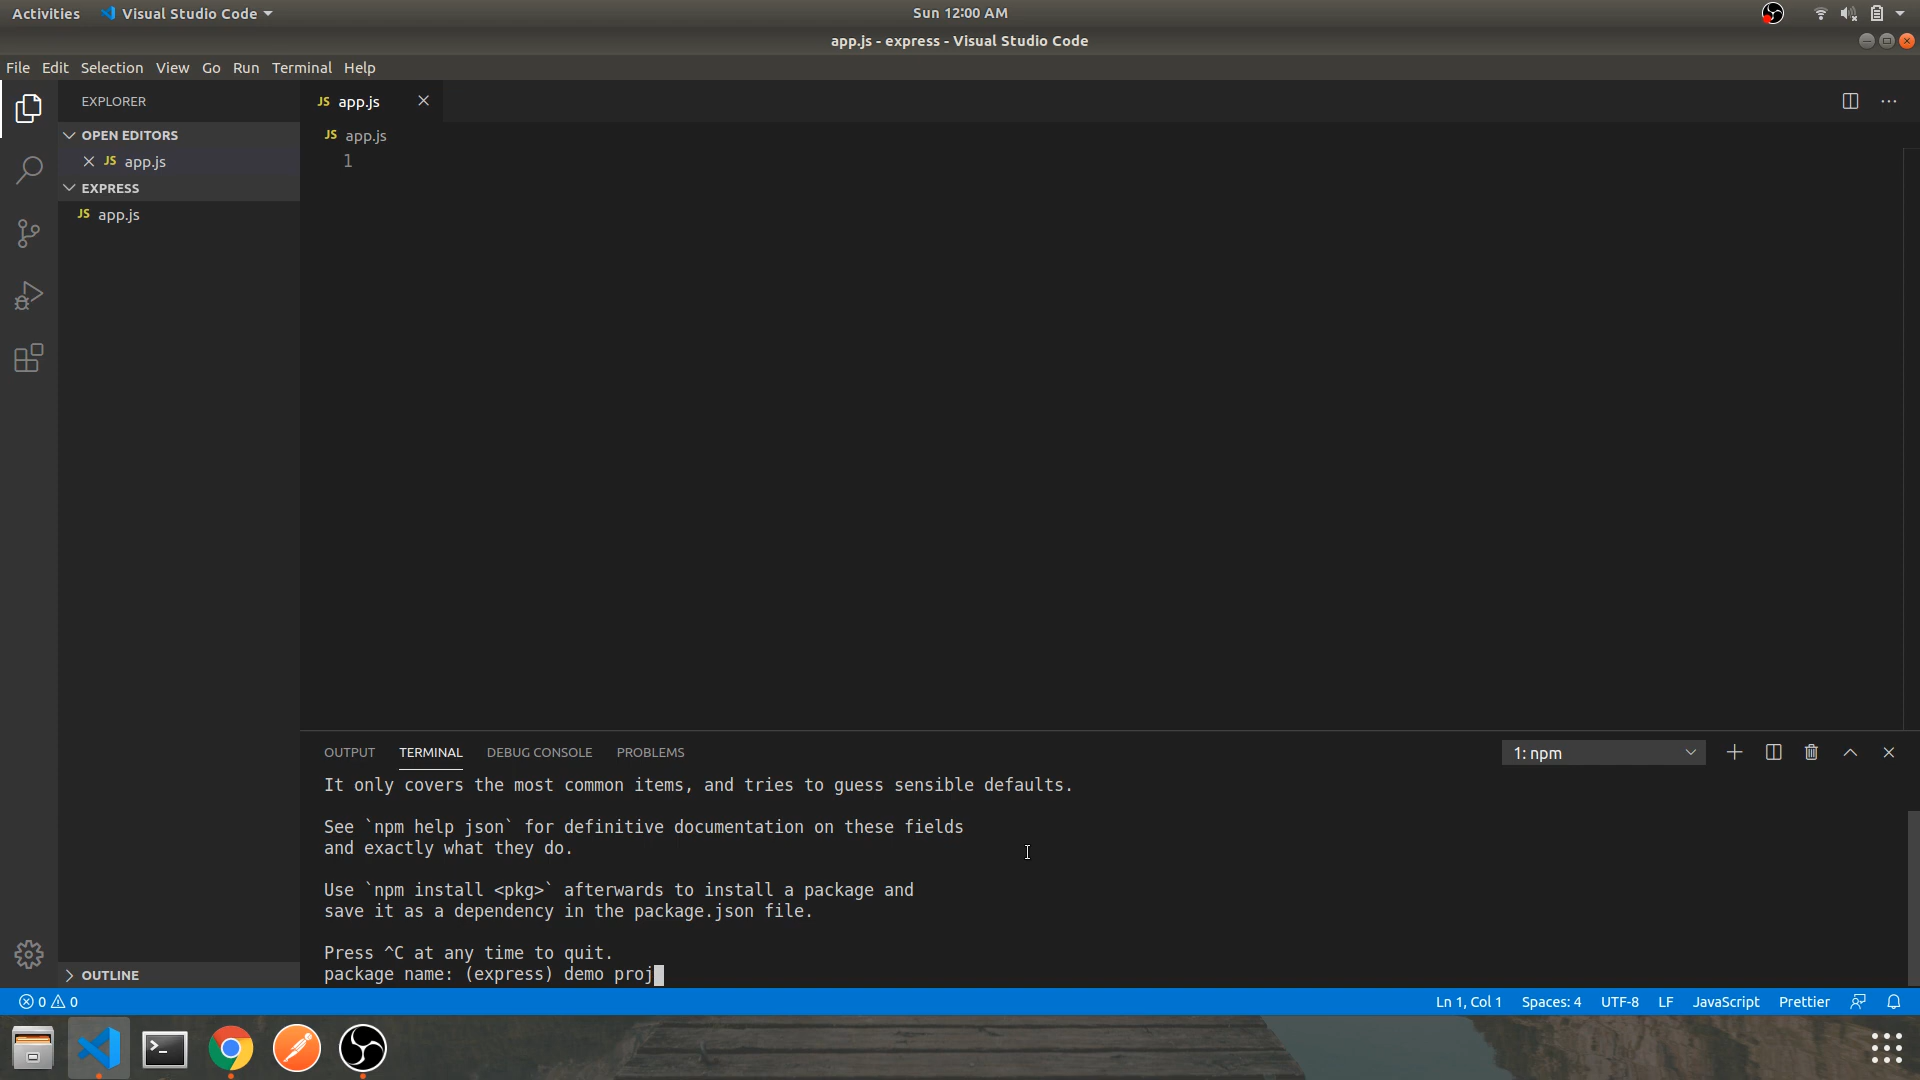 Activities Visual Studio Code Sun 12:00 AM
app.js - express - Visual Studio Code
File Edit Selection View Go Run Terminal Help
EXPLORER
JS app.js
OPEN EDITORS
JS app.js
JS app.js
1
EXPRESS
JS app.js
OUTPUT TERMINAL DEBUG CONSOLE PROBLEMS
1: npm
It only covers the most common items, and tries to guess sensible defaults.
See `npm help json` for definitive documentation on these fields
and exactly what they do.
Use `npm install <pkg>` afterwards to install a package and
save it as a dependency in the package.json file.
Press ^C at any time to quit.
package name: (express) demo proj
OUTLINE
0 0 Ln 1, Col 1 Spaces: 4 UTF-8 LF JavaScript Prettier